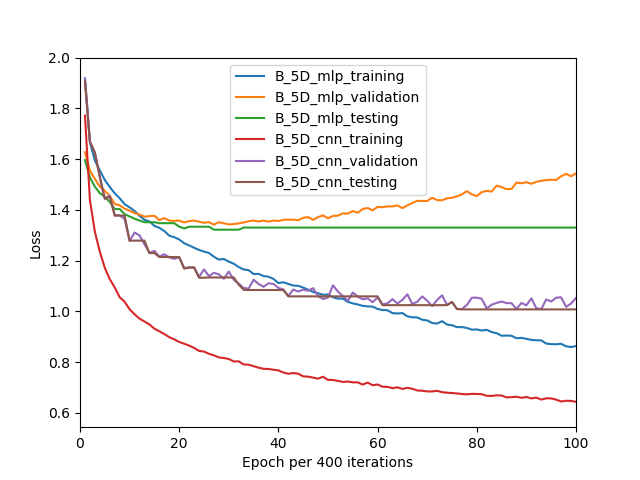 2.0
1.8
1.6
1.4
1.2
1.0
0.8
0.6
Loss
B_5D_mlp_training
B_5D_mlp_validation
B_5D_mlp_testing
B_5D_cnn_training
B_5D_cnn_validation
B_5D_cnn_testing
0 20 40 60 80 100
Epoch per 400 iterations